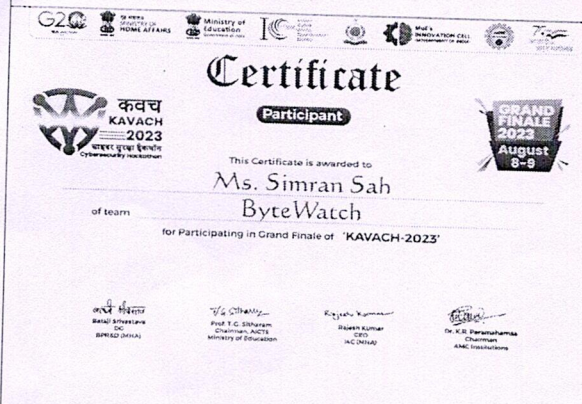 G20
MINISTRY OF
HOME AFFAIRS
Ministry of
Education
MoE's
INNOVATION CELL
Certificate
Participant
कवच
KAVACH
2023
साइबर सुरक्षा हैकथॉन
Cybersecurity Hackathon
GRAND
FINALE
2023
August
8-9
This Certificate is awarded to
Ms. Simran Sah
of team ByteWatch
for Participating in Grand Finale of 'KAVACH-2023'
Balaji Srivastava
DG
BPR&D (MHA)
Prof. T. G. Sitharam
Chairman, AICTE
Ministry of Education
Rajesh Kumar
CEO
I4C (MHA)
Dr. K.R. Paramahamsa
Chairman
AMC Institutions